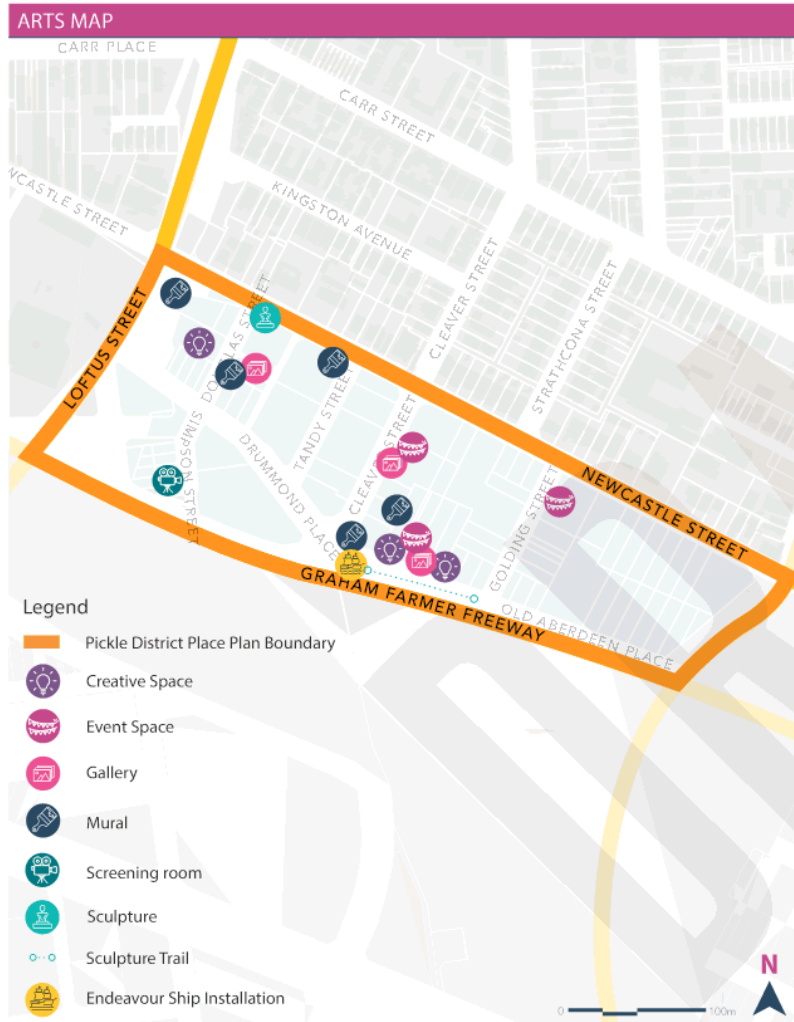 ARTS MAP
CARR PLACE
CARR STREET
WCASTLE STREET
KINGSTON AVENUE
CLEAVER STREET
STRATHCONA STREET
LOFTUS STREET
DOUGLAS STREET
TANDY STREET
CLEAVER STREET
SIMPSON STREET
DRUMMOND PLACE
GOLDING STREET
NEWCASTLE STREET
GRAHAM FARMER FREEWAY
OLD ABERDEEN PLACE
Legend
Pickle District Place Plan Boundary
Creative Space
Event Space
Gallery
Mural
Screening room
Sculpture
Sculpture Trail
Endeavour Ship Installation
N
0 100m